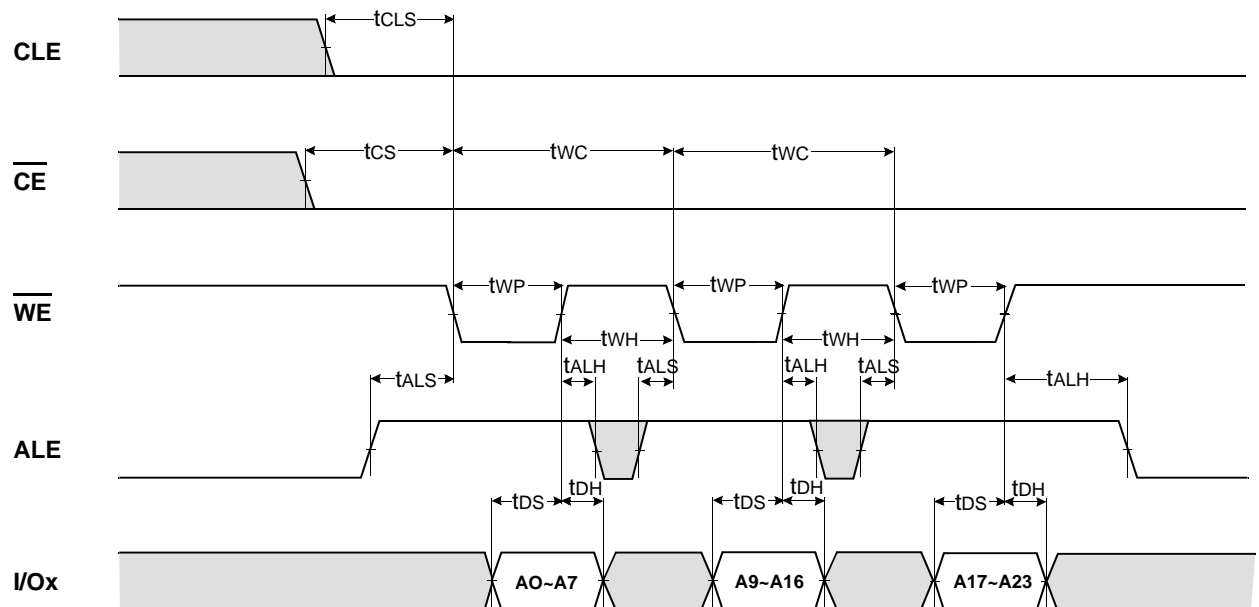 tCLS
CLE
tCS tWC tWC
CE
tWP tWP tWP
WE
tWH tWH
tALS tALH tALS tALH tALS tALH
ALE
tDS tDH tDS tDH tDS tDH
I/Ox AO~A7 A9~A16 A17~A23